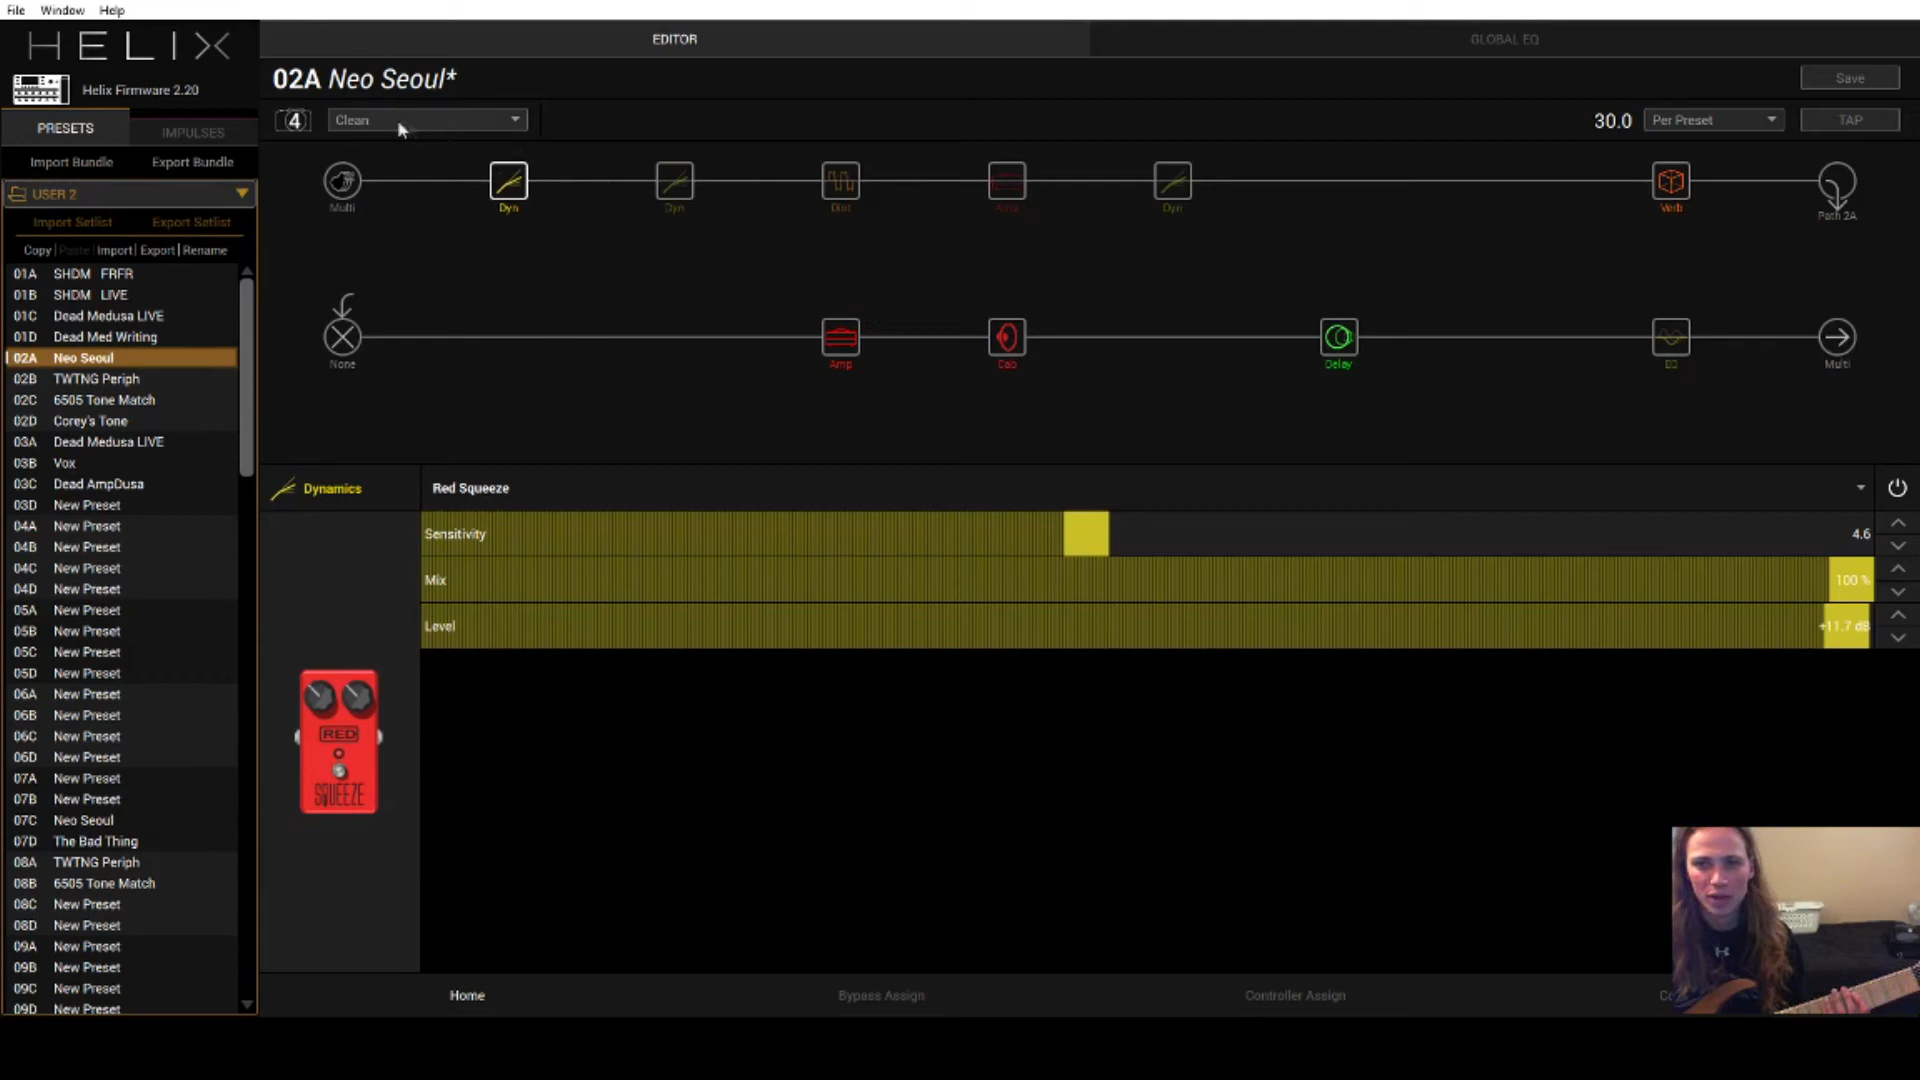 File Window Help
HELIX
Helix Firmware 2.20
PRESETS IMPULSES
Import Bundle Export Bundle
USER 2
Import Setlist Export Setlist
Copy | Paste | Import | Export | Rename
01A SHDM FRFR
01B SHDM LIVE
01C Dead Medusa LIVE
01D Dead Med Writing
02A Neo Seoul
02B TWTNG Periph
02C 6505 Tone Match
02D Corey's Tone
03A Dead Medusa LIVE
03B Vox
03C Dead AmpDusa
03D New Preset
04A New Preset
04B New Preset
04C New Preset
04D New Preset
05A New Preset
05B New Preset
05C New Preset
05D New Preset
06A New Preset
06B New Preset
06C New Preset
06D New Preset
07A New Preset
07B New Preset
07C Neo Seoul
07D The Bad Thing
08A TWTNG Periph
08B 6505 Tone Match
08C New Preset
08D New Preset
09A New Preset
09B New Preset
09C New Preset
09D New Preset
EDITOR GLOBAL EQ
02A Neo Seoul* Save
4 Clean 30.0 Per Preset TAP
Multi Dyn Dyn Dist Amp Dyn Verb Path 2A
None Amp Cab Delay EQ Multi
Dynamics Red Squeeze
Sensitivity 4.6
Mix 100 %
Level +11.7 dB
RED
SQUEEZE
Home Bypass Assign Controller Assign